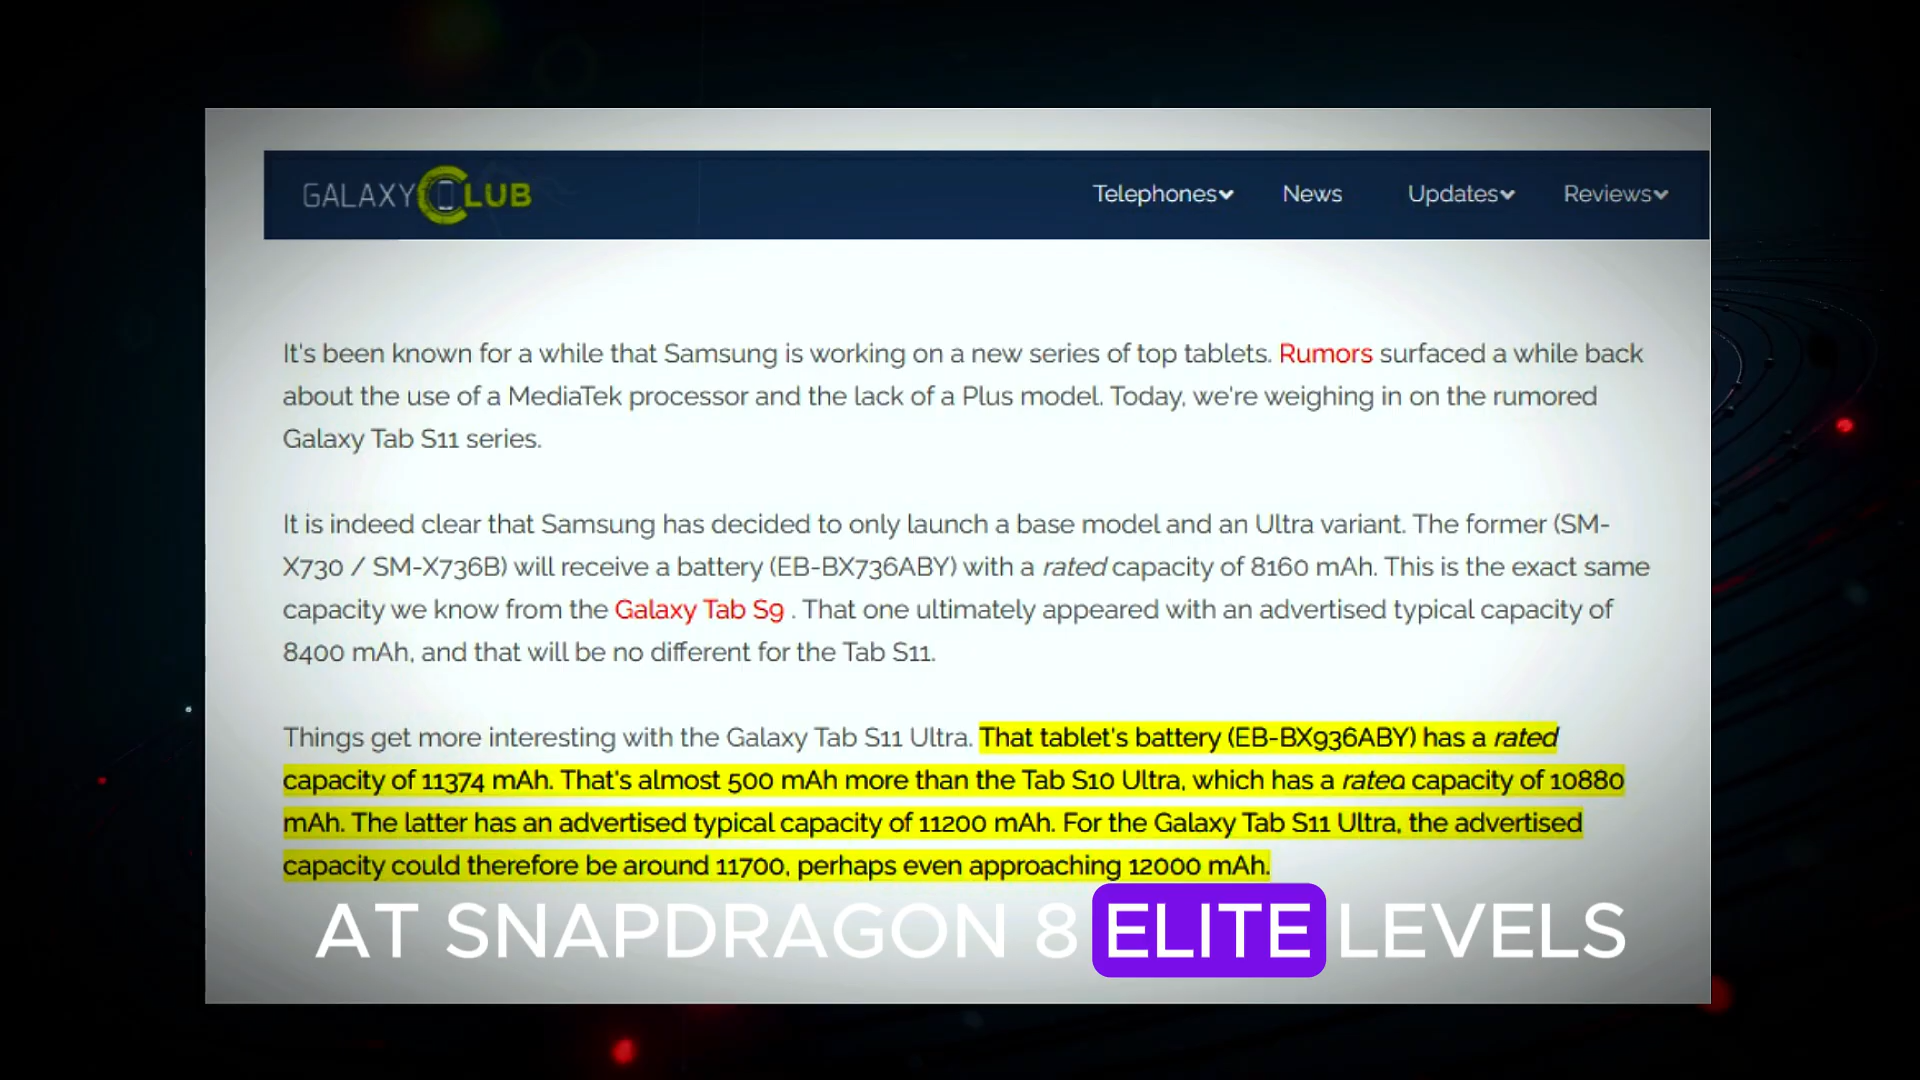 GALAXY CLUB
Telephones News Updates Reviews
It's been known for a while that Samsung is working on a new series of top tablets. Rumors surfaced a while back
about the use of a MediaTek processor and the lack of a Plus model. Today, we're weighing in on the rumored
Galaxy Tab S11 series.
It is indeed clear that Samsung has decided to only launch a base model and an Ultra variant. The former (SM-
X730 / SM-X736B) will receive a battery (EB-BX736ABY) with a rated capacity of 8160 mAh. This is the exact same
capacity we know from the Galaxy Tab S9 . That one ultimately appeared with an advertised typical capacity of
8400 mAh, and that will be no different for the Tab S11.
Things get more interesting with the Galaxy Tab S11 Ultra. That tablet's battery (EB-BX936ABY) has a rated
capacity of 11374 mAh. That's almost 500 mAh more than the Tab S10 Ultra, which has a rated capacity of 10880
mAh. The latter has an advertised typical capacity of 11200 mAh. For the Galaxy Tab S11 Ultra, the advertised
capacity could therefore be around 11700, perhaps even approaching 12000 mAh.
AT SNAPDRAGON 8 ELITE LEVELS